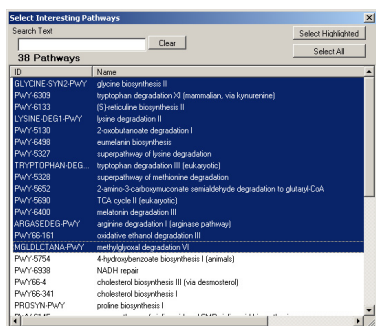 Select Interesting Pathways
Search Text
Clear
Select Highlighted
Select All
38 Pathways
ID Name
GLYCINE-SYN2-PWY glycine biosynthesis II
PWY-6309 tryptophan degradation XI (mammalian, via kynurenine)
PWY-6133 (S)-reticuline biosynthesis II
LYSINE-DEG1-PWY lysine degradation II
PWY-5130 2-oxobutanoate degradation I
PWY-6498 eumelanin biosynthesis
PWY-5327 superpathway of lysine degradation
TRYPTOPHAN-DEG... tryptophan degradation III (eukaryotic)
PWY-5328 superpathway of methionine degradation
PWY-5652 2-amino-3-carboxymuconate semialdehyde degradation to glutaryl-CoA
PWY-5690 TCA cycle II (eukaryotic)
PWY-6400 melatonin degradation III
ARGASEDEG-PWY arginine degradation I (arginase pathway)
PWY66-161 oxidative ethanol degradation III
MGLDLCTANA-PWY methylglyoxal degradation VI
PWY-5754 4-hydroxybenzoate biosynthesis I (animals)
PWY-6938 NADH repair
PWY66-4 cholesterol biosynthesis III (via desmosterol)
PWY66-341 cholesterol biosynthesis I
PROSYN-PWY proline biosynthesis I